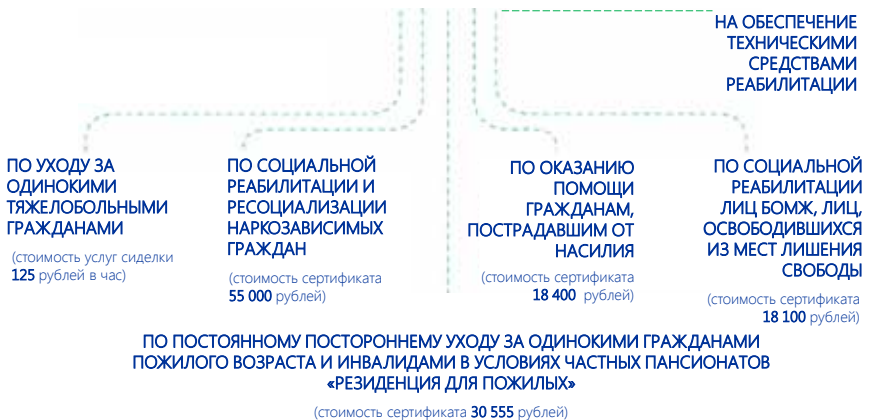 НА ОБЕСПЕЧЕНИЕ
ТЕХНИЧЕСКИМИ
СРЕДСТВАМИ
РЕАБИЛИТАЦИИ
ПО УХОДУ ЗА
ОДИНОКИМИ
ТЯЖЕЛОБОЛЬНЫМИ
ГРАЖДАНАМИ
(стоимость услуг сиделки
125 рублей в час)
ПО СОЦИАЛЬНОЙ
РЕАБИЛИТАЦИИ И
РЕСОЦИАЛИЗАЦИИ
НАРКОЗАВИСИМЫХ
ГРАЖДАН
(стоимость сертификата
55 000 рублей)
ПО ОКАЗАНИЮ
ПОМОЩИ
ГРАЖДАНАМ,
ПОСТРАДАВШИМ ОТ
НАСИЛИЯ
(стоимость сертификата
18 400 рублей)
ПО СОЦИАЛЬНОЙ
РЕАБИЛИТАЦИИ
ЛИЦ БОМЖ, ЛИЦ,
ОСВОБОДИВШИХСЯ
ИЗ МЕСТ ЛИШЕНИЯ
СВОБОДЫ
(стоимость сертификата
18 100 рублей)
ПО ПОСТОЯННОМУ ПОСТОРОННЕМУ УХОДУ ЗА ОДИНОКИМИ ГРАЖДАНАМИ
ПОЖИЛОГО ВОЗРАСТА И ИНВАЛИДАМИ В УСЛОВИЯХ ЧАСТНЫХ ПАНСИОНАТОВ
«РЕЗИДЕНЦИЯ ДЛЯ ПОЖИЛЫХ»
(стоимость сертификата 30 555 рублей)